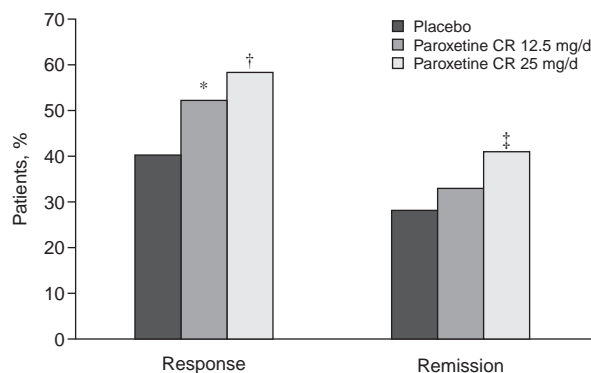 70
60
50
40
30
20
10
0
Patients, %
Placebo
Paroxetine CR 12.5 mg/d
Paroxetine CR 25 mg/d
*
†
‡
Response
Remission